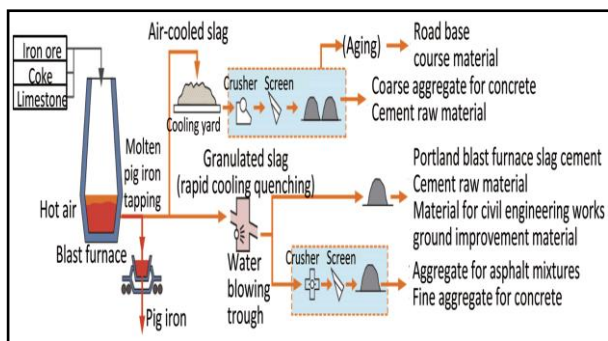 Iron ore
Coke
Limestone
Hot air
Blast furnace
Molten
pig iron
tapping
Pig iron
Air-cooled slag
Cooling yard
Crusher
Screen
(Aging)
Road base
course material
Coarse aggregate for concrete
Cement raw material
Granulated slag
(rapid cooling quenching)
Water
blowing
trough
Portland blast furnace slag cement
Cement raw material
Material for civil engineering works
ground improvement material
Crusher
Screen
Aggregate for asphalt mixtures
Fine aggregate for concrete